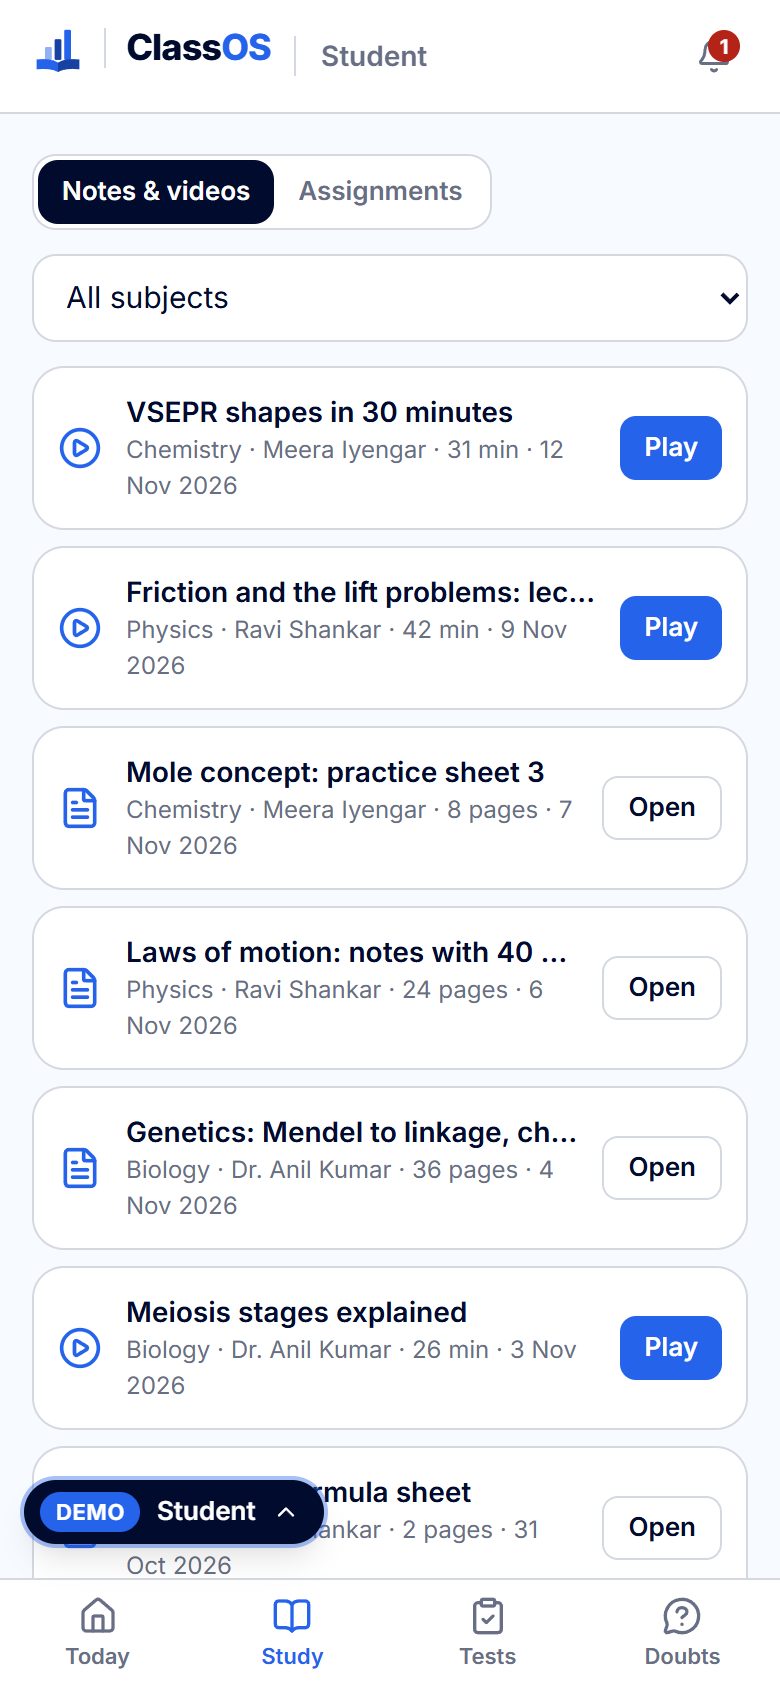 ClassOS
Student
1
Notes & videos
Assignments
All subjects
VSEPR shapes in 30 minutes
Chemistry · Meera Iyengar · 31 min · 12
Nov 2026
Play
Friction and the lift problems: lec...
Physics · Ravi Shankar · 42 min · 9 Nov
2026
Play
Mole concept: practice sheet 3
Chemistry · Meera Iyengar · 8 pages · 7
Nov 2026
Open
Laws of motion: notes with 40 ...
Physics · Ravi Shankar · 24 pages · 6
Nov 2026
Open
Genetics: Mendel to linkage, ch...
Biology · Dr. Anil Kumar · 36 pages · 4
Nov 2026
Open
Meiosis stages explained
Biology · Dr. Anil Kumar · 26 min · 3 Nov
2026
Play
sheet
· 2 pages · 31
Oct 2026
Open
DEMO Student
Today
Study
Tests
Doubts